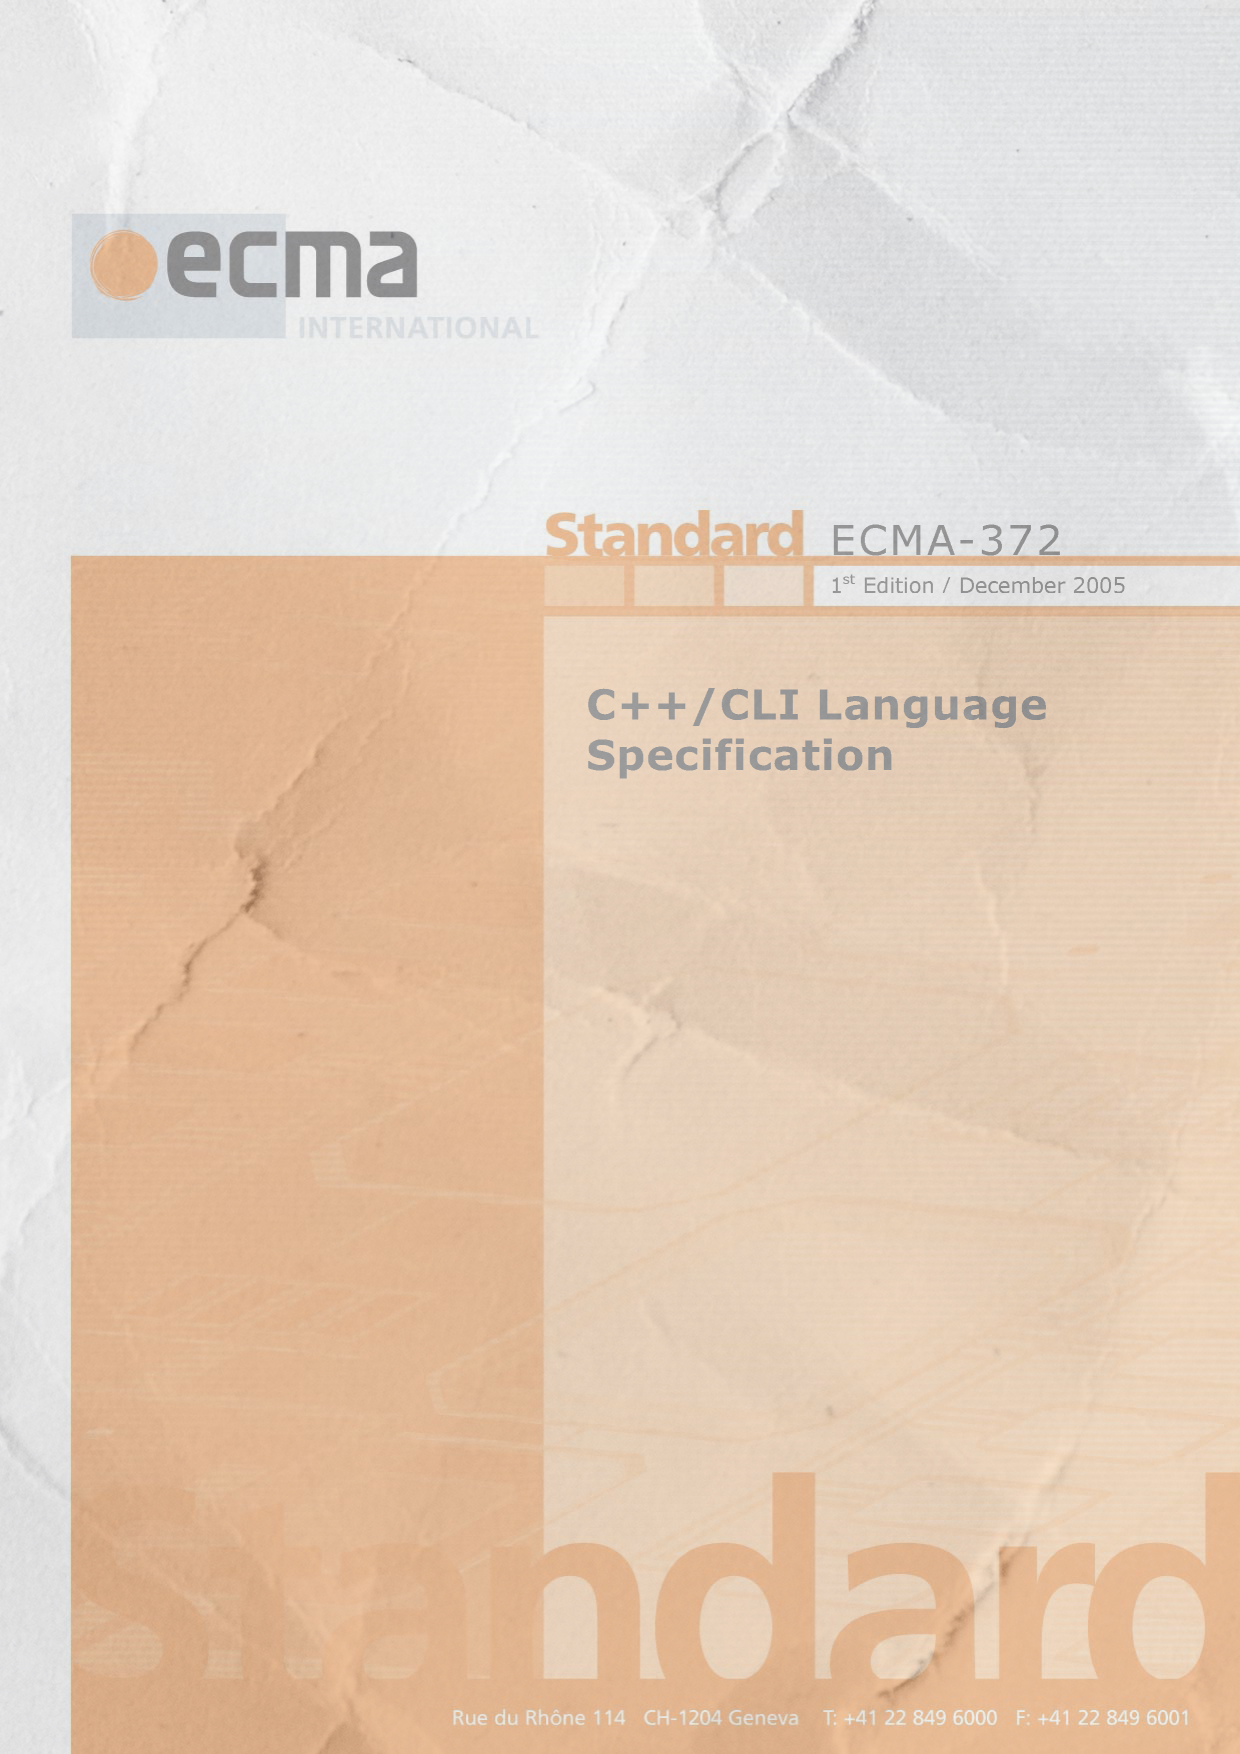 ecma
INTERNATIONAL
Standard ECMA-372
1st Edition / December 2005
C++/CLI Language
Specification
Standard
Rue du Rhône 114 CH-1204 Geneva T: +41 22 849 6000 F: +41 22 849 6001